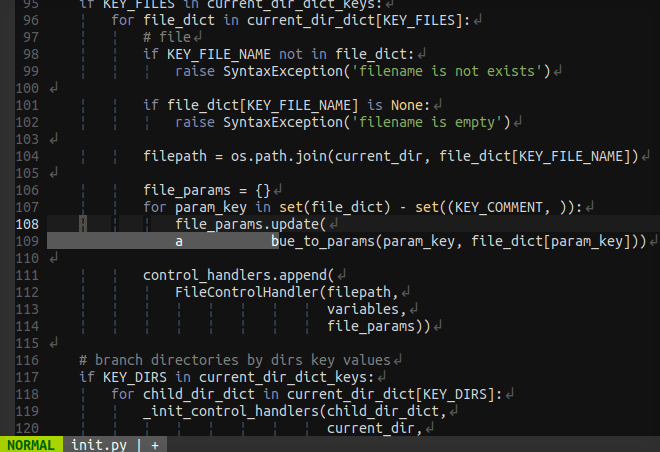 95 if KEY_FILES in current_dir_dict_keys:↲
96 for file_dict in current_dir_dict[KEY_FILES]:↲
97 # file↲
98 if KEY_FILE_NAME not in file_dict:↲
99 raise SyntaxException('filename is not exists')↲
100 ↲
101 if file_dict[KEY_FILE_NAME] is None:↲
102 raise SyntaxException('filename is empty')↲
103 ↲
104 filepath = os.path.join(current_dir, file_dict[KEY_FILE_NAME])↲
105 ↲
106 file_params = {}↲
107 for param_key in set(file_dict) - set((KEY_COMMENT, )):↲
108 file_params.update(↲
109 a bue_to_params(param_key, file_dict[param_key]))↲
110 ↲
111 control_handlers.append(↲
112 FileControlHandler(filepath,↲
113 variables,↲
114 file_params))↲
115 ↲
116 # branch directories by dirs key values↲
117 if KEY_DIRS in current_dir_dict_keys:↲
118 for child_dir_dict in current_dir_dict[KEY_DIRS]:↲
119 _init_control_handlers(child_dir_dict,↲
120 current_dir,↲
NORMAL init.py | +